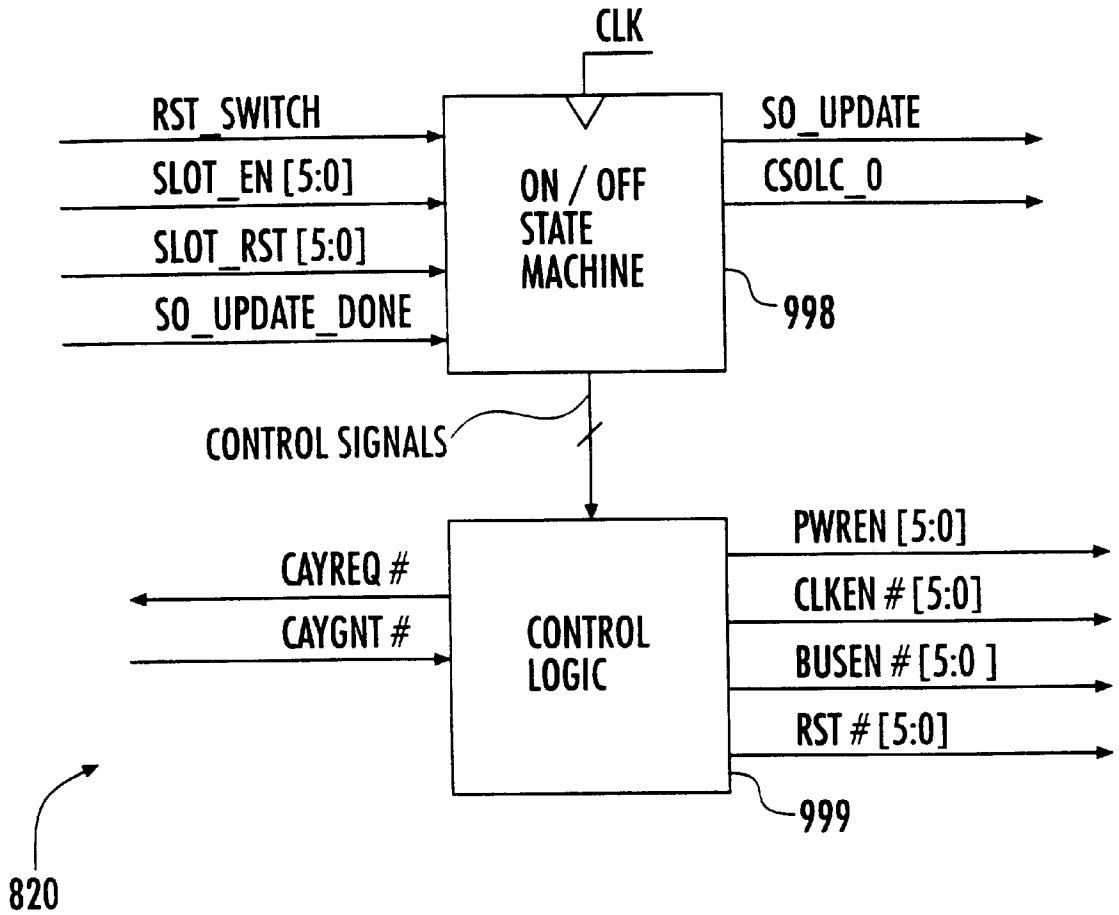 CLK
RST_SWITCH
SLOT_EN [5:0]
SLOT_RST [5:0]
SO_UPDATE_DONE
ON / OFF
STATE
MACHINE
SO_UPDATE
CSOLC_O
998
CONTROL SIGNALS
CAYREQ #
CAYGNT #
CONTROL
LOGIC
PWREN [5:0]
CLKEN # [5:0]
BUSEN # [5:0 ]
RST # [5:0]
999
820